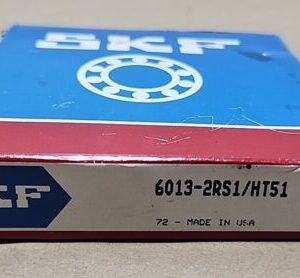 SKF
SKF
6013-2RS1/HT51
72 - MADE IN USA